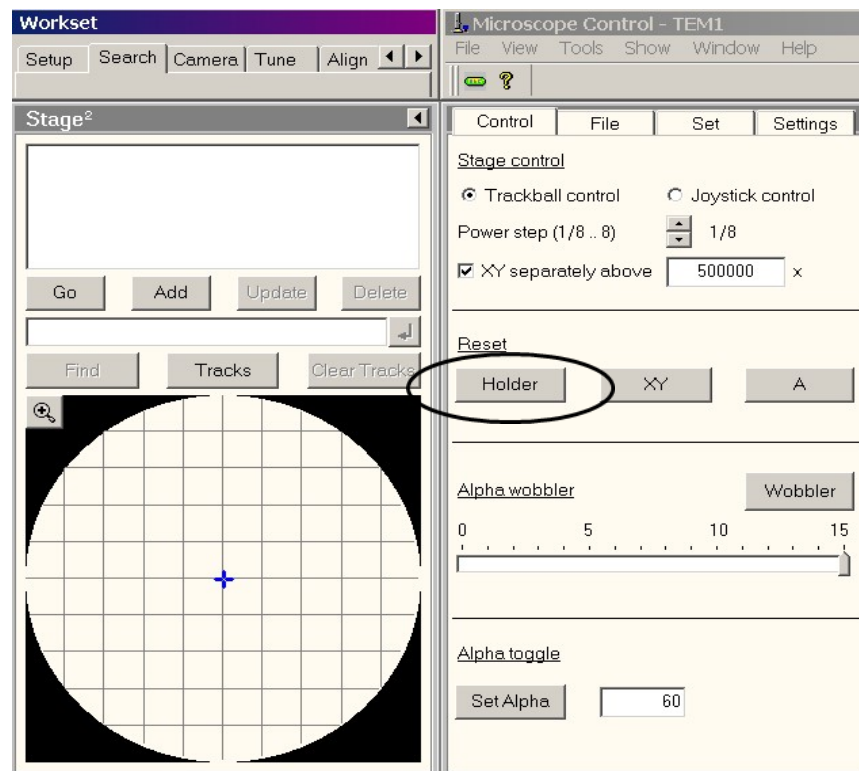 Workset
Setup Search Camera Tune Align
Stage²
Go Add Update Delete
Find Tracks Clear Tracks
Microscope Control - TEM1
File View Tools Show Window Help
?
Control File Set Settings
Stage control
Trackball control Joystick control
Power step (1/8 .. 8) 1/8
XY separately above 500000 x
Reset
Holder XY A
Alpha wobbler Wobbler
0 5 10 15
Alpha toggle
Set Alpha 60